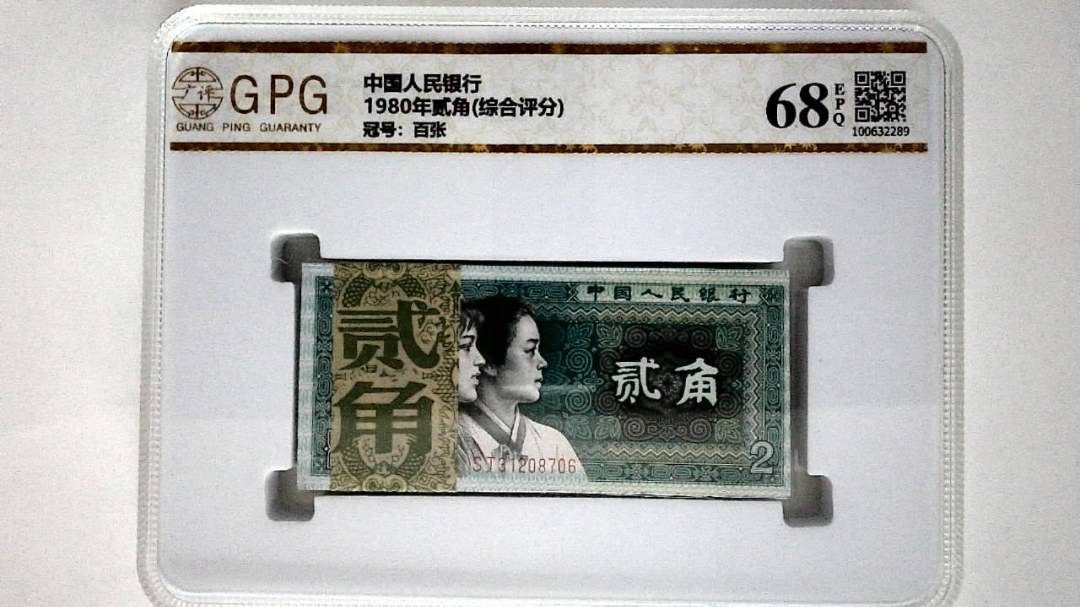 广评
GPG
GUANG PING GUARANTY
中国人民银行
1980年贰角(综合评分)
冠号：百张
68
EPQ
100632289
贰角
中国人民银行
贰角
ST31208706
2